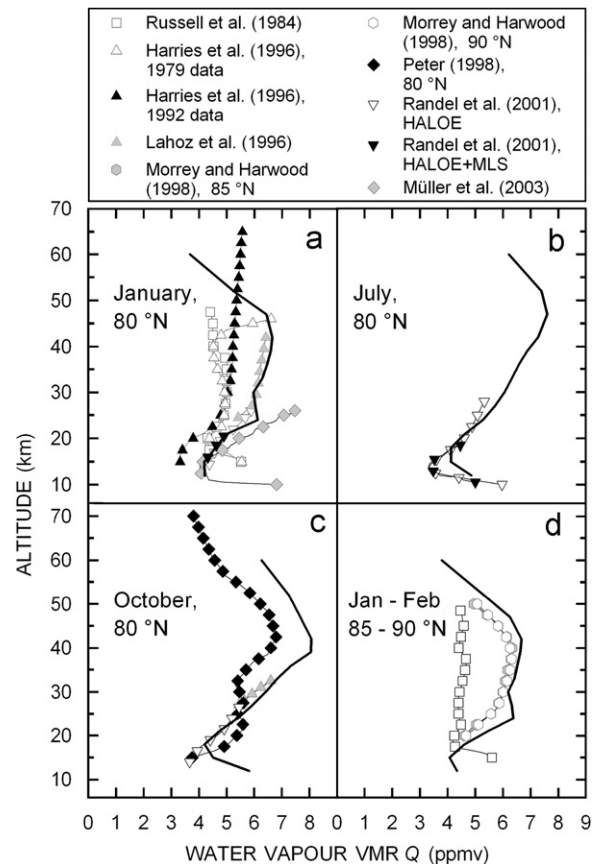 Russell et al. (1984)
Harries et al. (1996),
1979 data
Harries et al. (1996),
1992 data
Lahoz et al. (1996)
Morrey and Harwood
(1998), 85 °N
Morrey and Harwood
(1998), 90 °N
Peter (1998),
80 °N
Randel et al. (2001),
HALOE
Randel et al. (2001),
HALOE+MLS
Müller et al. (2003)
70
60
50
40
30
20
10
a
January,
80 °N
b
July,
80 °N
70
60
50
40
30
20
10
c
October,
80 °N
d
Jan - Feb
85 - 90 °N
ALTITUDE (km)
0 1 2 3 4 5 6 7 8 0 1 2 3 4 5 6 7 8 9
WATER VAPOUR VMR Q (ppmv)